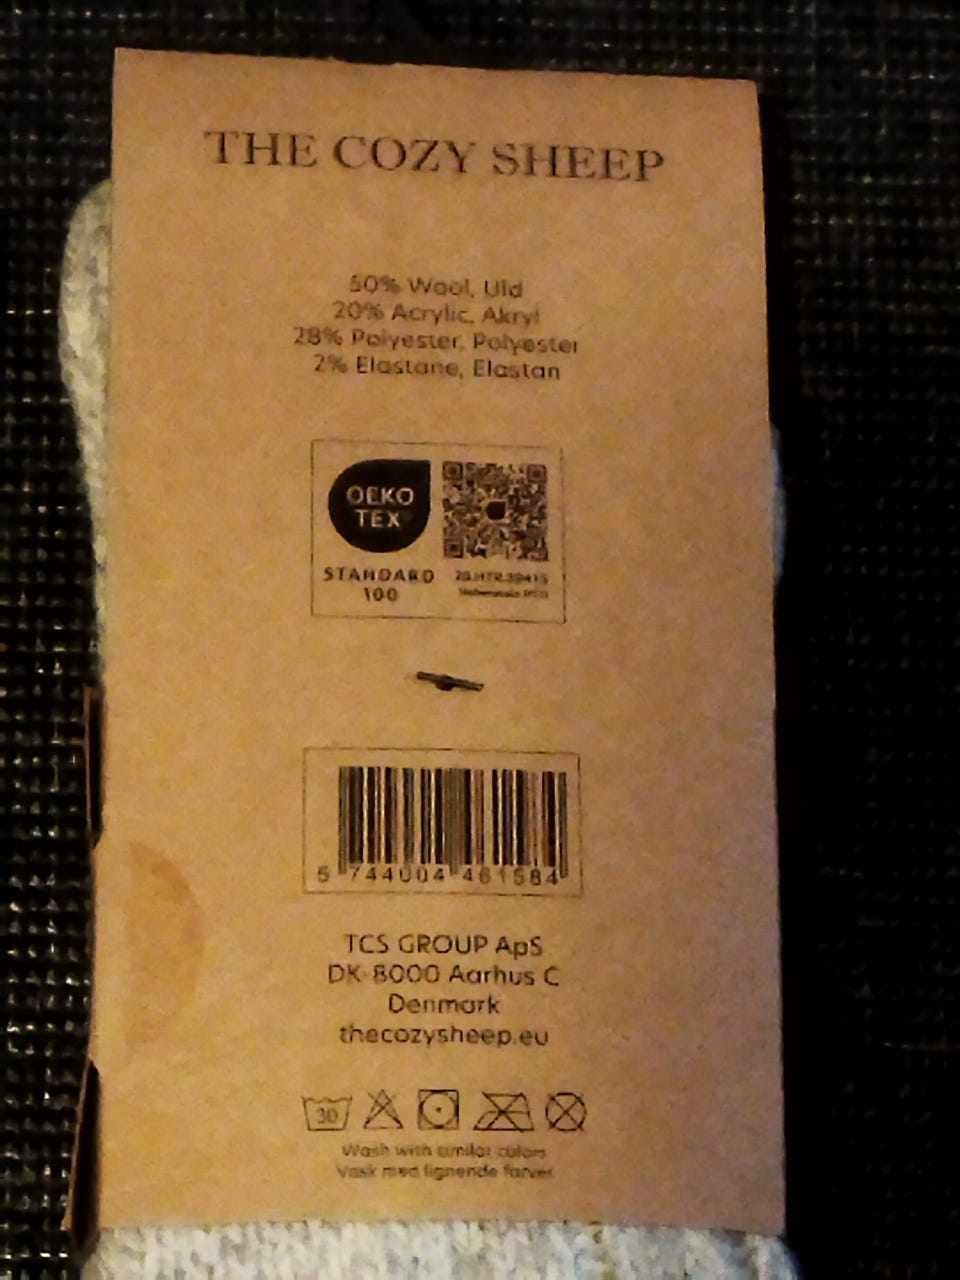 THE COZY SHEEP
50% Wool, Uld
20% Acrylic, Akryl
28% Polyester, Polyester
2% Elastane, Elastan
OEKO
TEX
STANDARD
100
5 744004 461584
TCS GROUP ApS
DK-8000 Aarhus C
Denmark
thecozysheep.eu
30
Wash with similar colors
Vask med lignende farver